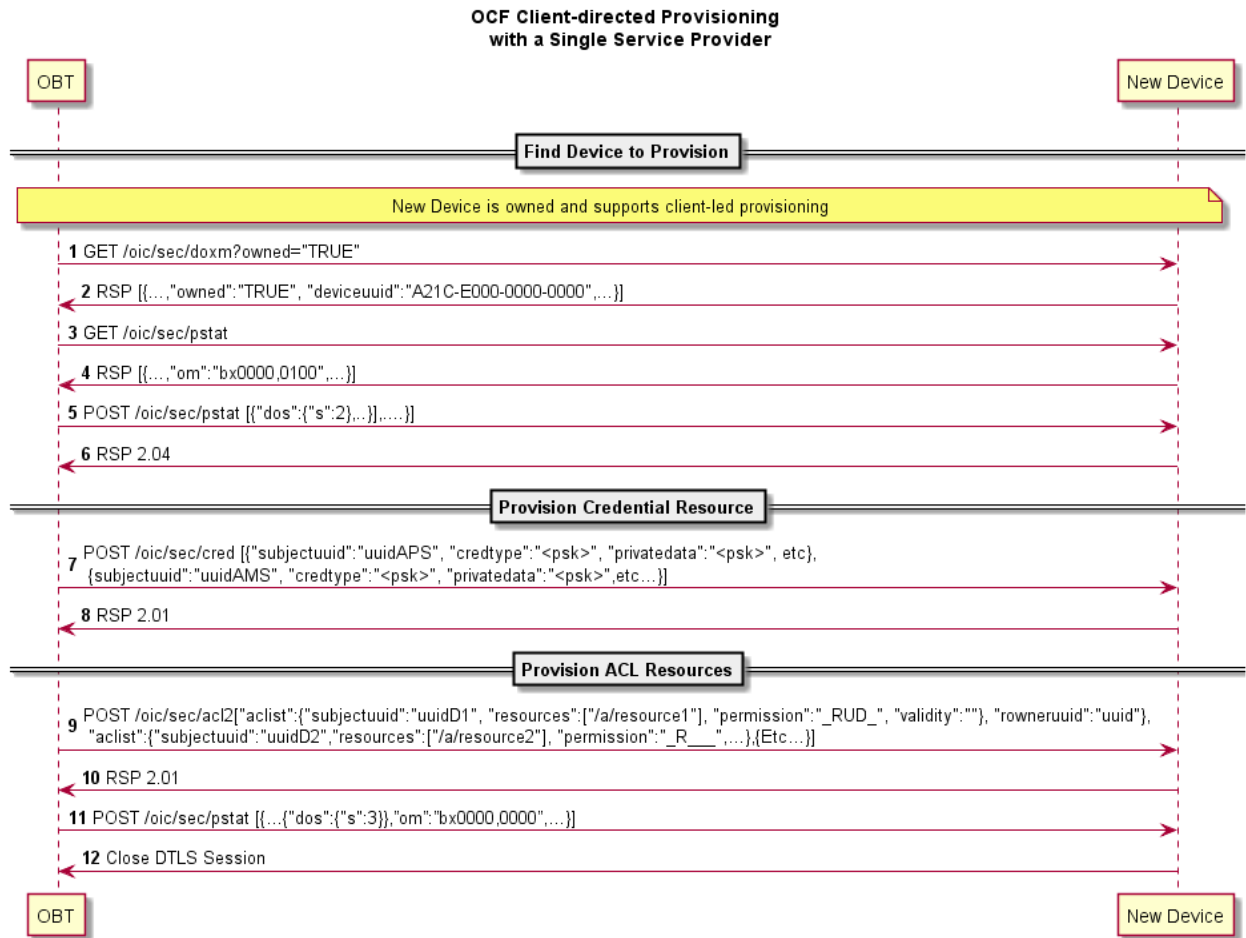 OCF Client-directed Provisioning
with a Single Service Provider
OBT
New Device
Find Device to Provision
New Device is owned and supports client-led provisioning
1 GET /oic/sec/doxm?owned="TRUE"
2 RSP [{...,"owned":"TRUE", "deviceuuid":"A21C-E000-0000-0000",...}]
3 GET /oic/sec/pstat
4 RSP [{...,"om":"bx0000,0100",...}]
5 POST /oic/sec/pstat [{"dos":{"s":2},..}],....}]
6 RSP 2.04
Provision Credential Resource
7 POST /oic/sec/cred [{"subjectuuid":"uuidAPS", "credtype":"<psk>", "privatedata":"<psk>", etc},
{subjectuuid":"uuidAMS", "credtype":"<psk>", "privatedata":"<psk>",etc...}]
8 RSP 2.01
Provision ACL Resources
9 POST /oic/sec/acl2["aclist":{"subjectuuid":"uuidD1", "resources":["/a/resource1"], "permission":"_RUD_", "validity":""}, "rowneruuid":"uuid"},
"aclist":{"subjectuuid":"uuidD2","resources":["/a/resource2"], "permission":"_R___",...},{Etc...}]
10 RSP 2.01
11 POST /oic/sec/pstat [{...{"dos":{"s":3}},"om":"bx0000,0000",...}]
12 Close DTLS Session
OBT
New Device